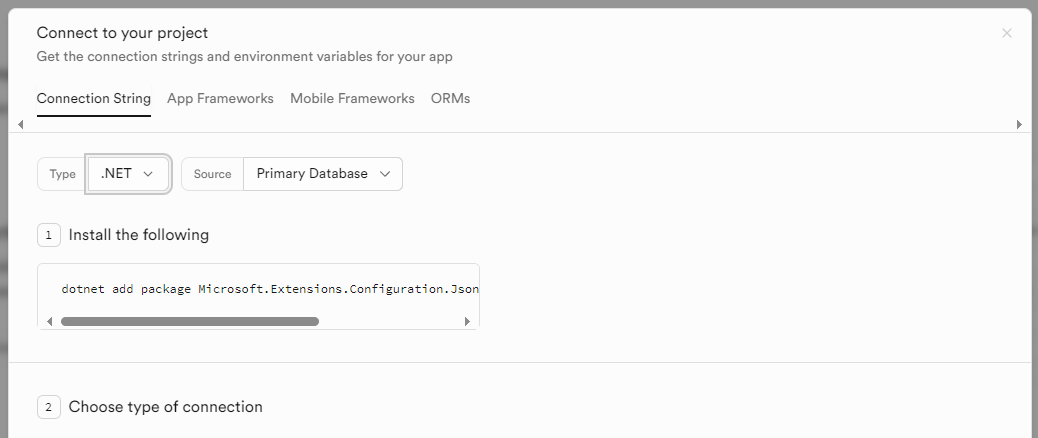 Connect to your project
Get the connection strings and environment variables for your app
Connection String App Frameworks Mobile Frameworks ORMs
Type .NET Source Primary Database
1 Install the following
dotnet add package Microsoft.Extensions.Configuration.Json
2 Choose type of connection